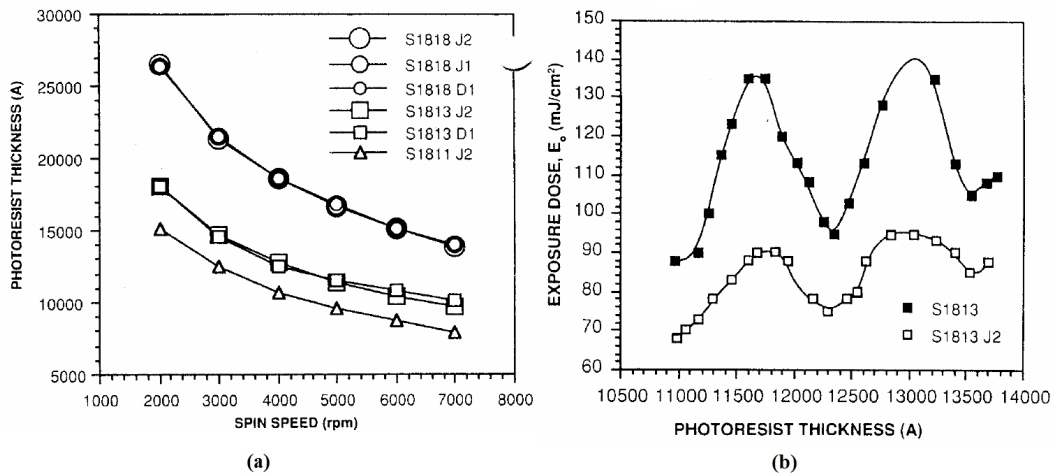 30000
25000
20000
15000
10000
5000
PHOTORESIST THICKNESS (A)
1000 2000 3000 4000 5000 6000 7000 8000
SPIN SPEED (rpm)
S1818 J2
S1818 J1
S1818 D1
S1813 J2
S1813 D1
S1811 J2
(a)
150
140
130
120
110
100
90
80
70
60
EXPOSURE DOSE, Eo (mJ/cm²)
S1813
S1813 J2
10500 11000 11500 12000 12500 13000 13500 14000
PHOTORESIST THICKNESS (A)
(b)